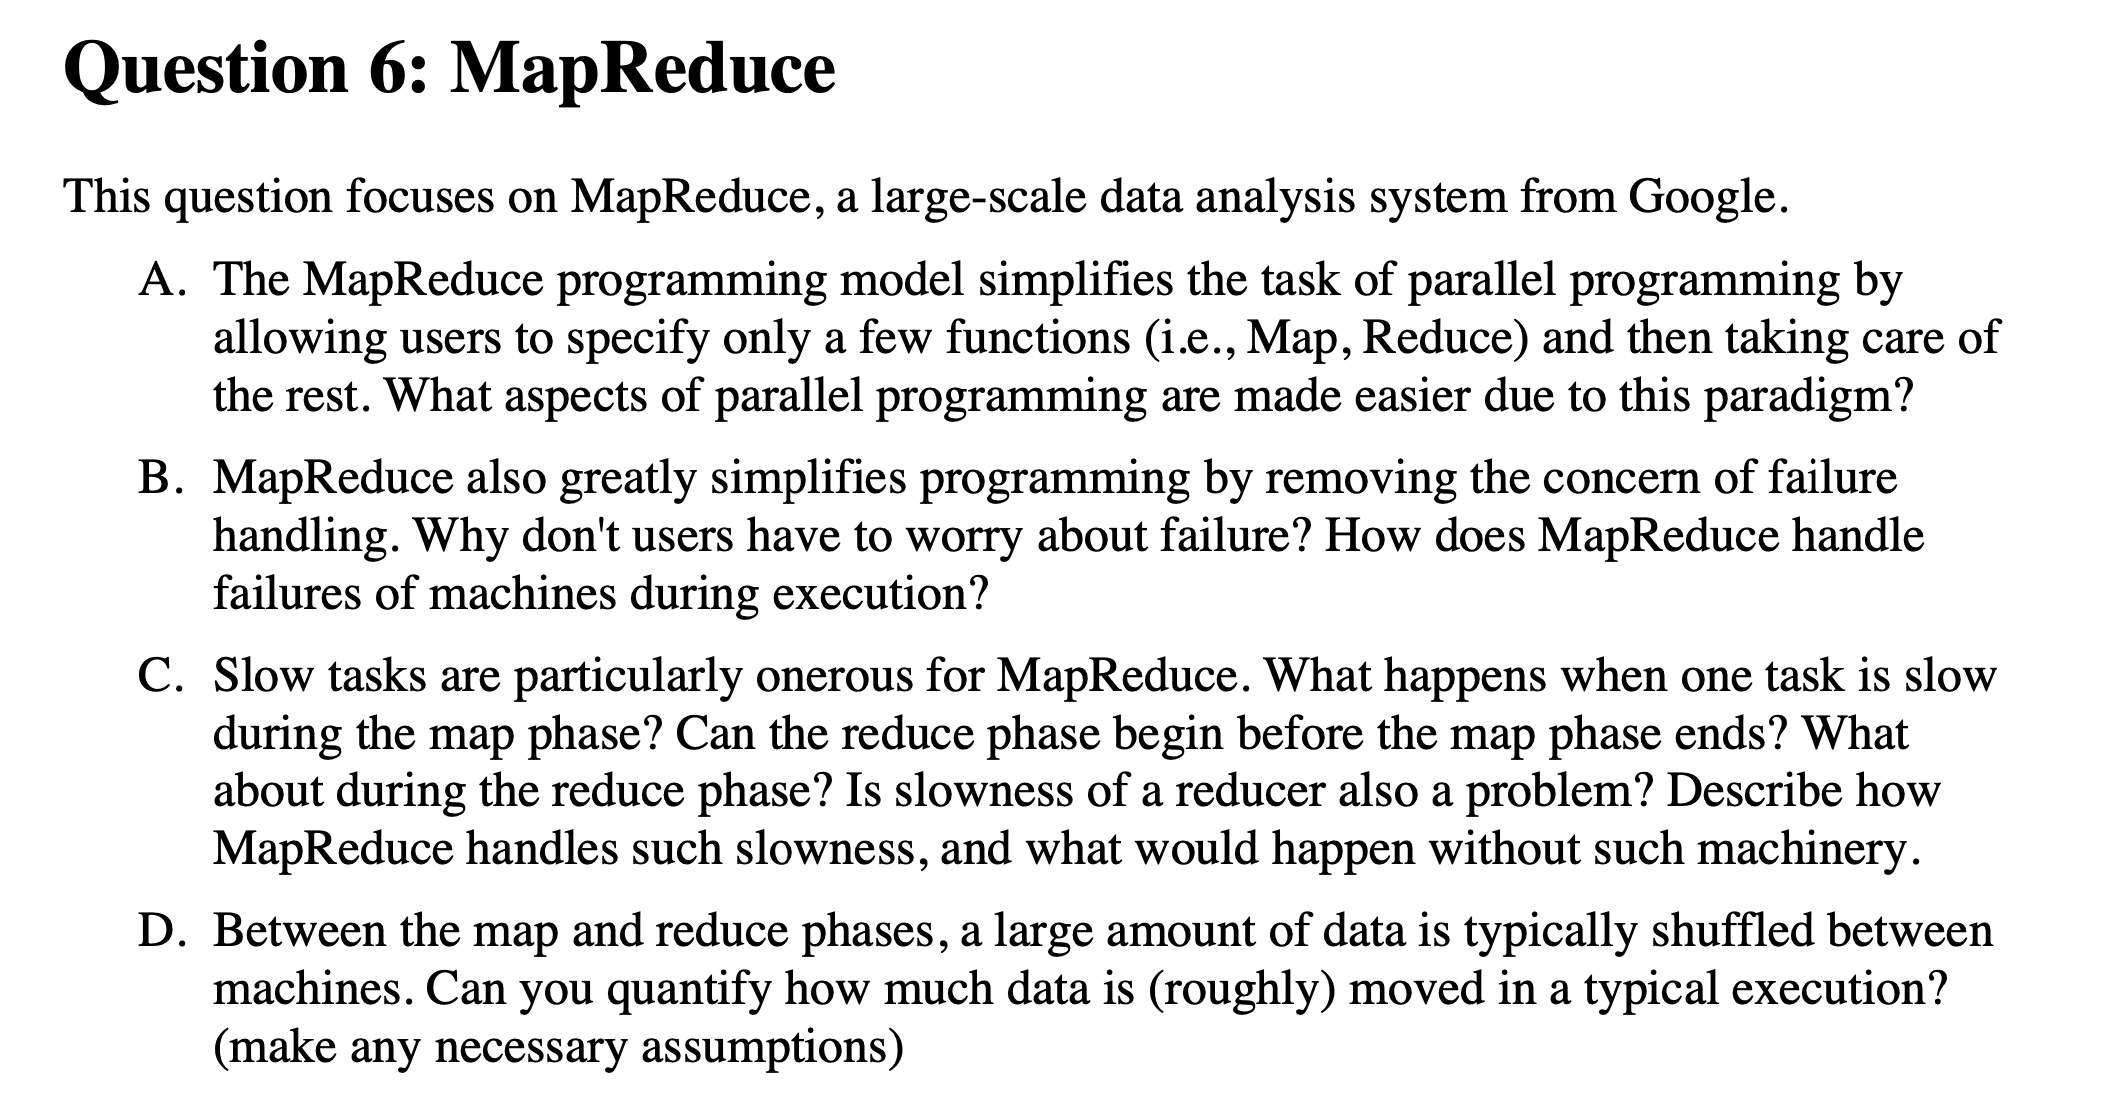 Question 6: MapReduce
This question focuses on MapReduce, a large-scale data analysis system from Google.
A. The MapReduce programming model simplifies the task of parallel programming by
allowing users to specify only a few functions (i.e., Map, Reduce) and then taking care of
the rest. What aspects of parallel programming are made easier due to this paradigm?
B. MapReduce also greatly simplifies programming by removing the concern of failure
handling. Why don't users have to worry about failure? How does MapReduce handle
failures of machines during execution?
C. Slow tasks are particularly onerous for MapReduce. What happens when one task is slow
during the map phase? Can the reduce phase begin before the map phase ends? What
about during the reduce phase? Is slowness of a reducer also a problem? Describe how
MapReduce handles such slowness, and what would happen without such machinery.
D. Between the map and reduce phases, a large amount of data is typically shuffled between
machines. Can you quantify how much data is (roughly) moved in a typical execution?
(make any necessary assumptions)